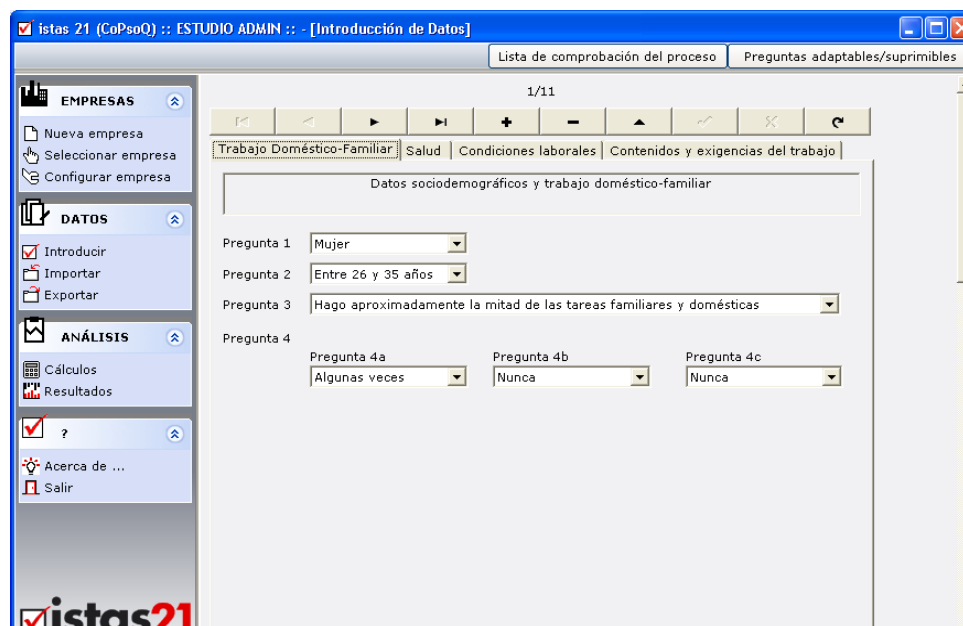 istas 21 (CoPsoQ) :: ESTUDIO ADMIN :: - [Introducción de Datos]
Lista de comprobación del proceso
Preguntas adaptables/suprimibles
EMPRESAS
Nueva empresa
Seleccionar empresa
Configurar empresa
DATOS
Introducir
Importar
Exportar
ANÁLISIS
Cálculos
Resultados
?
Acerca de ...
Salir
istas21
1/11
Trabajo Doméstico-Familiar
Salud
Condiciones laborales
Contenidos y exigencias del trabajo
Datos sociodemográficos y trabajo doméstico-familiar
Pregunta 1 Mujer
Pregunta 2 Entre 26 y 35 años
Pregunta 3 Hago aproximadamente la mitad de las tareas familiares y domésticas
Pregunta 4
Pregunta 4a Pregunta 4b Pregunta 4c
Algunas veces Nunca Nunca